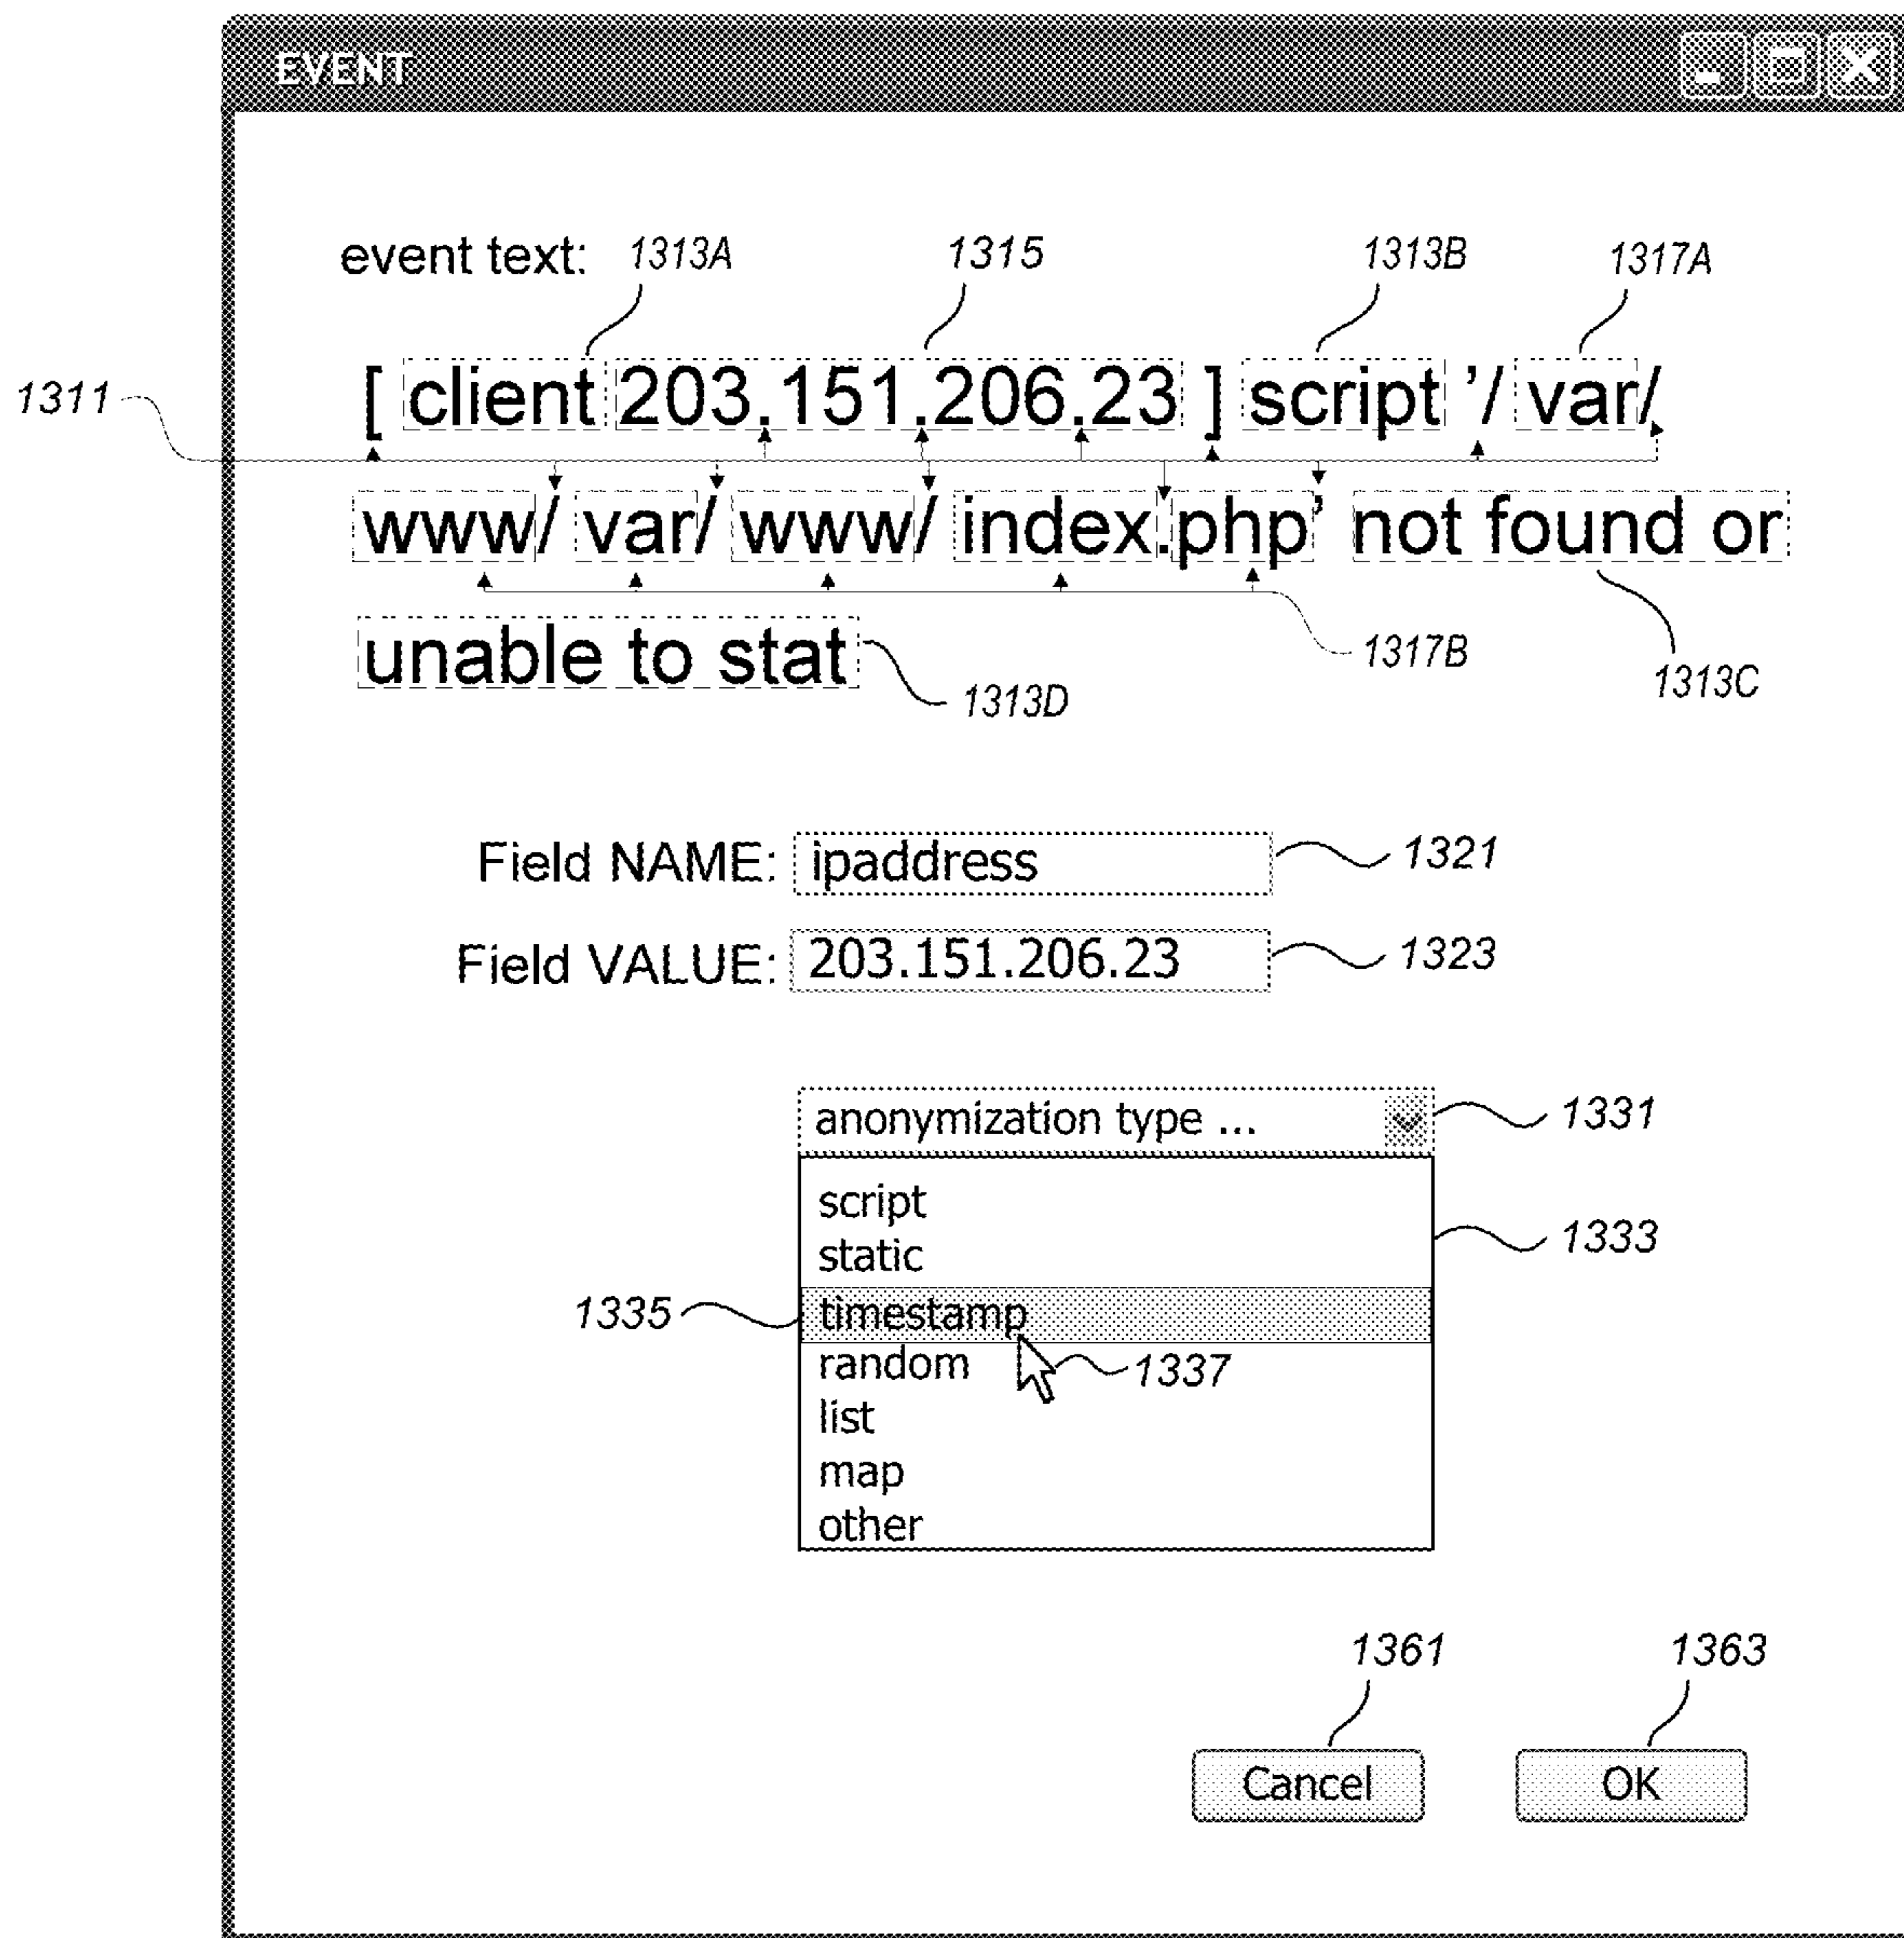 EVENT
event text: 1313A 1315 1313B 1317A
1311 [ client 203.151.206.23 ] script '/ var/
www/ var/ www/ index.php' not found or
unable to stat 1317B 1313C
1313D
Field NAME: ipaddress 1321
Field VALUE: 203.151.206.23 1323
anonymization type ... 1331
script
static 1333
1335 timestamp
random 1337
list
map
other
1361 1363
Cancel OK